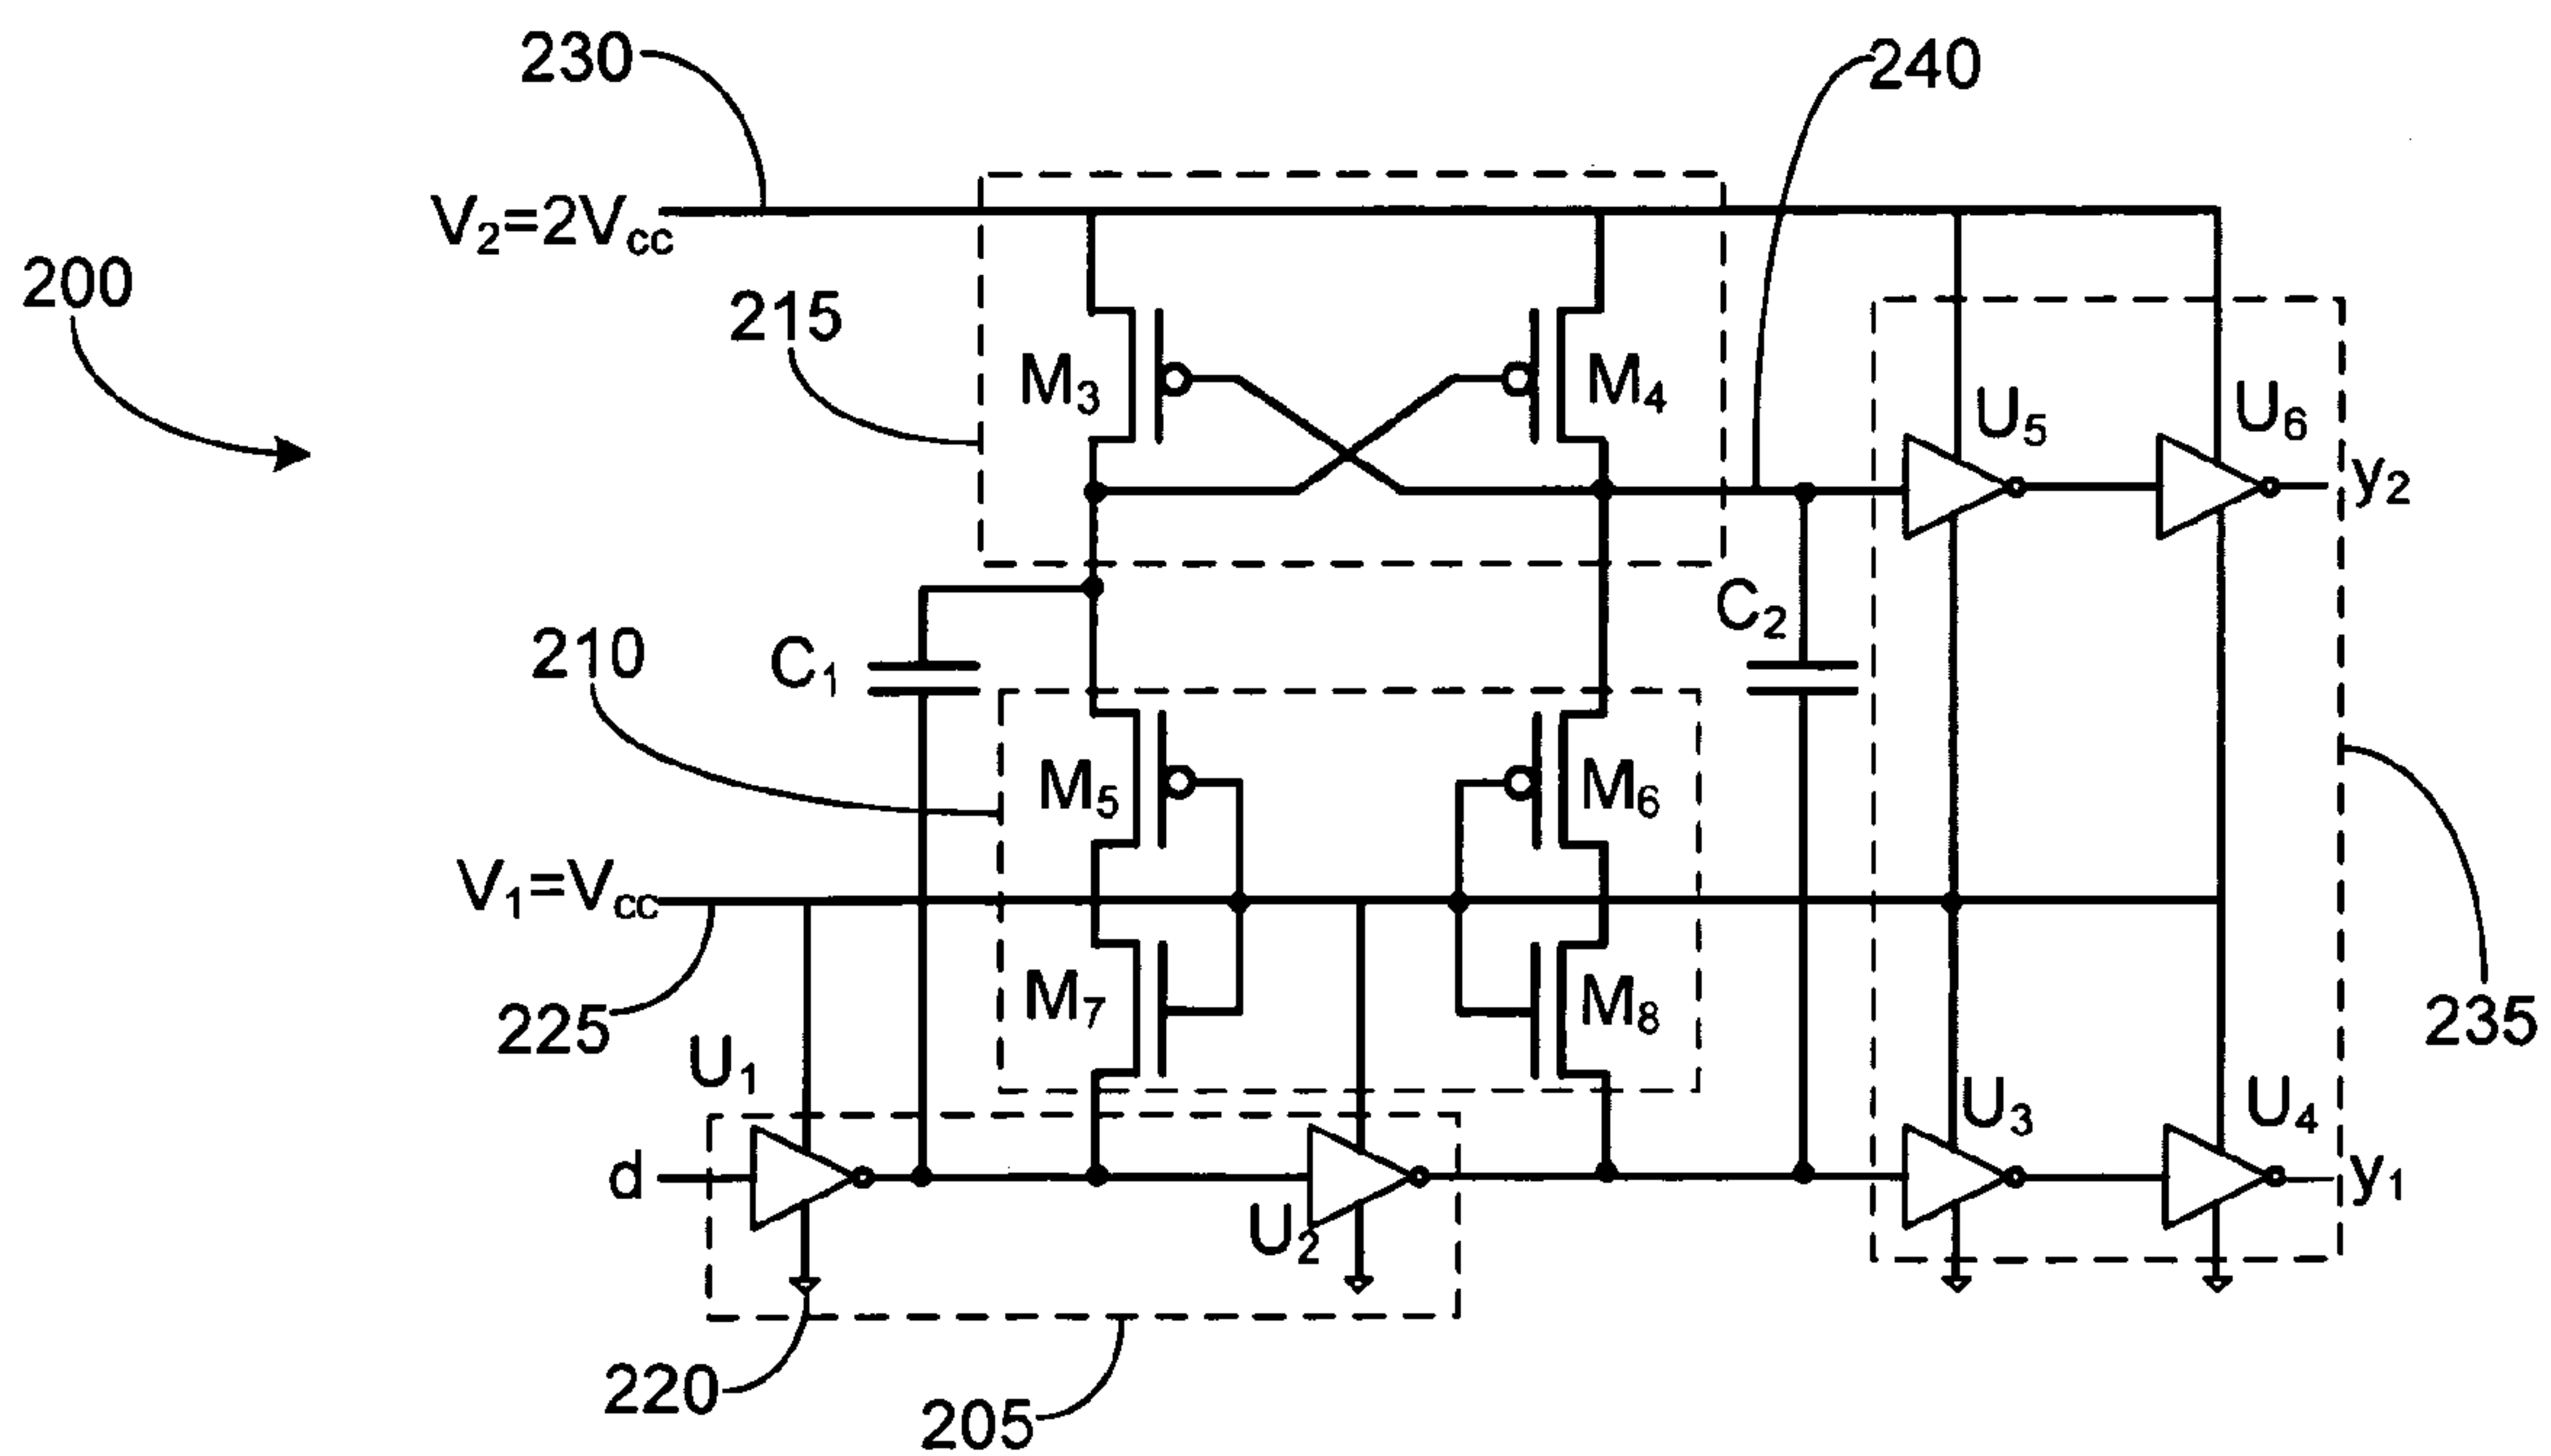 230
240
V₂=2Vcc
200
215
M₃
M₄
U₅
U₆
y₂
C₂
210
C₁
M₅
M₆
V₁=Vcc
225
M₇
M₈
235
U₁
U₃
U₄
d
y₁
U₂
220
205